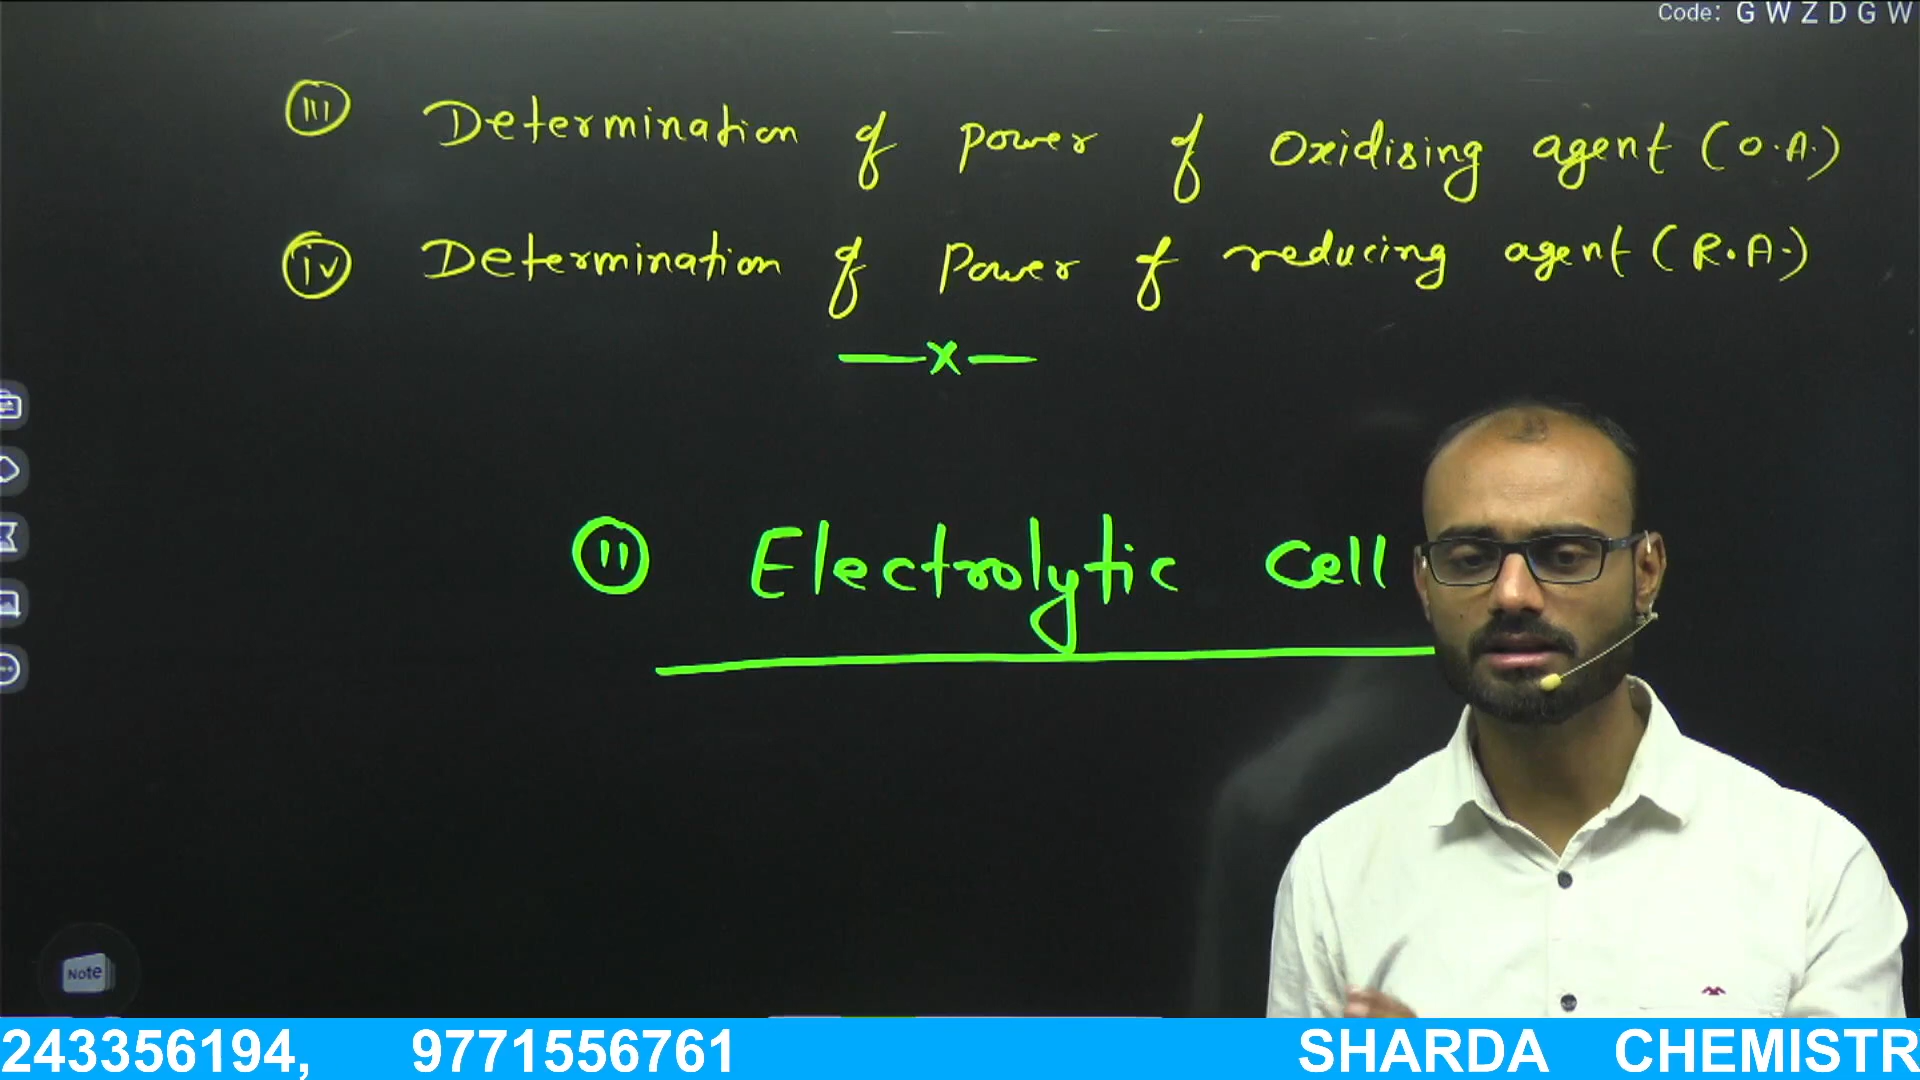 Code: G W Z D G W
(iii) Determination of power of Oxidising agent (O.A.)
(iv) Determination of Power of reducing agent (R.A.)
—x—
(11) Electrolytic Cell
Note
243356194, 9771556761 SHARDA CHEMISTR